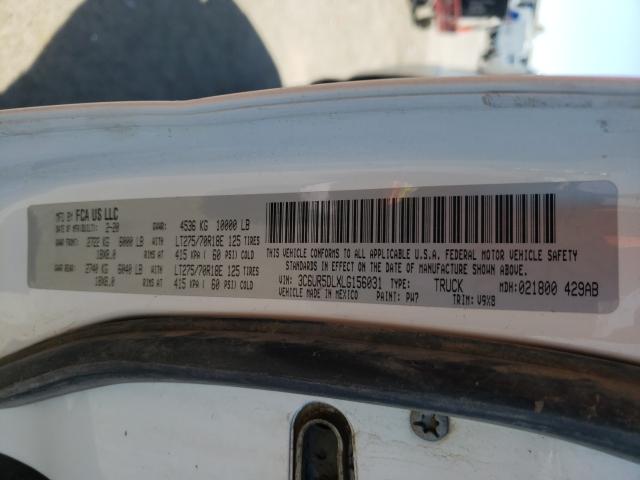 MFG BY: FCA US LLC
DATE OF MFR/BUILT: 2-20 GVWR: 4536 KG 10000 LB
GAWR FRONT: 2722 KG 6000 LB WITH LT275/70R18E 125 TIRES
18X8.0 RIMS AT 415 KPA ( 60 PSI) COLD
GAWR REAR: 2740 KG 6040 LB WITH LT275/70R18E 125 TIRES
18X8.0 RIMS AT 415 KPA ( 60 PSI) COLD
THIS VEHICLE CONFORMS TO ALL APPLICABLE U.S.A. FEDERAL MOTOR VEHICLE SAFETY
STANDARDS IN EFFECT ON THE DATE OF MANUFACTURE SHOWN ABOVE.
VIN: 3C6UR5DLXLG156031 TYPE: TRUCK MDH: 021800 429AB
VEHICLE MADE IN MEXICO PAINT: PW7 TRIM: V9X8